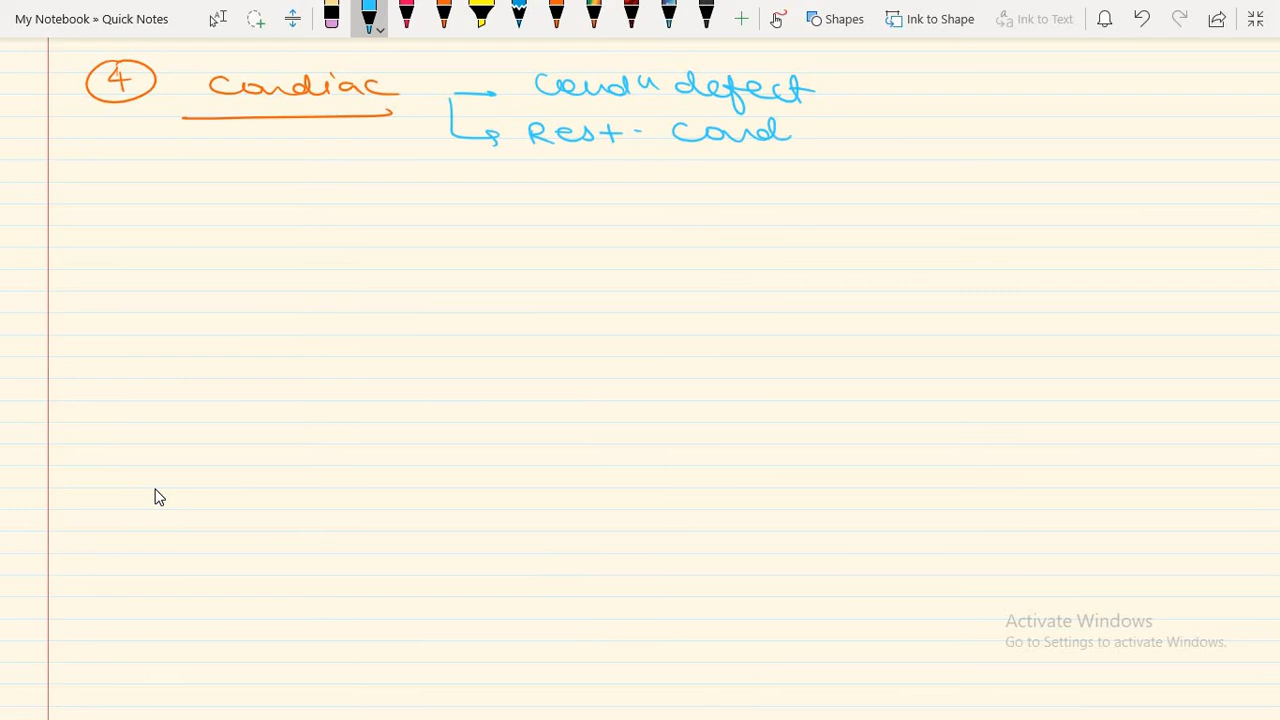 My Notebook » Quick Notes
Shapes
Ink to Shape
Ink to Text
4 Cardiac → Condn defect
↳ Rest. Card
Activate Windows
Go to Settings to activate Windows.